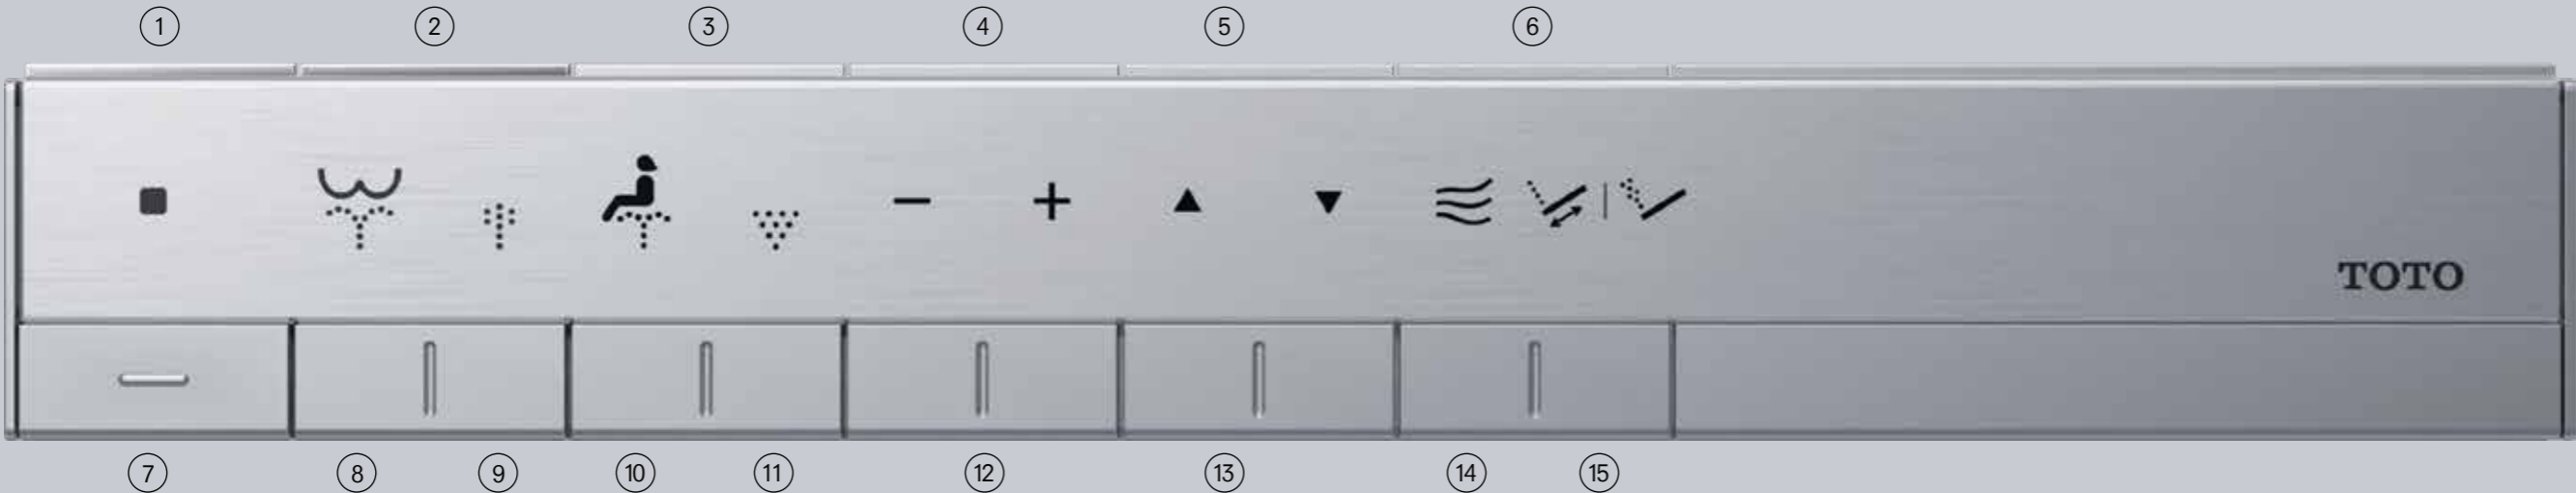 ① ② ③ ④ ⑤ ⑥
− +
TOTO
⑦ ⑧ ⑨ ⑩ ⑪ ⑫ ⑬ ⑭ ⑮